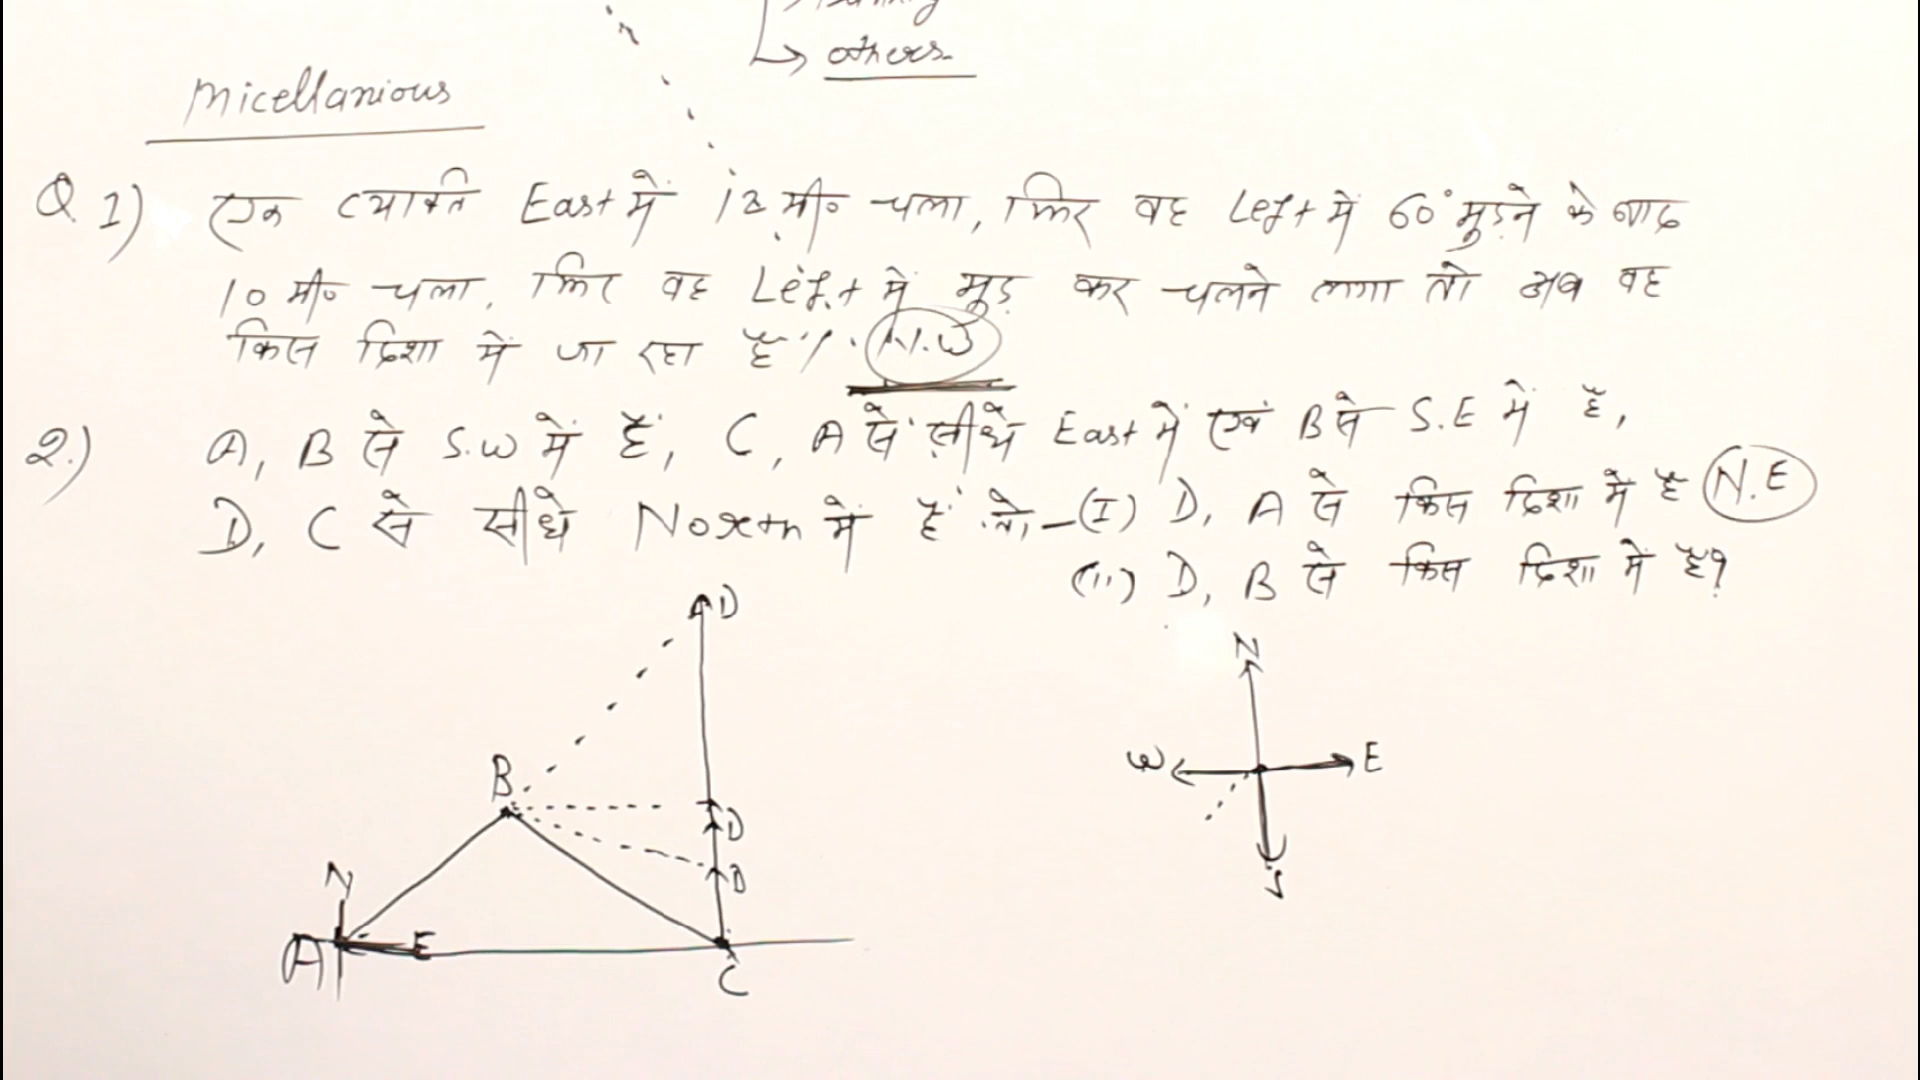 others
Micellanious
Q. 1) एक व्यक्ति East में 12 मी० चला, फिर वह Left में 60° मुड़ने के बाद
10 मी० चला, फिर वह Left में मुड़ कर चलने लगा तो अब वह
किस दिशा में जा रहा है? N.W
2.) A, B से S.W में है, C, A से सीधे East में एवं B से S.E में है,
D, C से सीधे North में है तो - (I) D, A से किस दिशा में है N.E
(ii) D, B से किस दिशा में है?
D
N
B
W E
D
D
N
S
A E
C